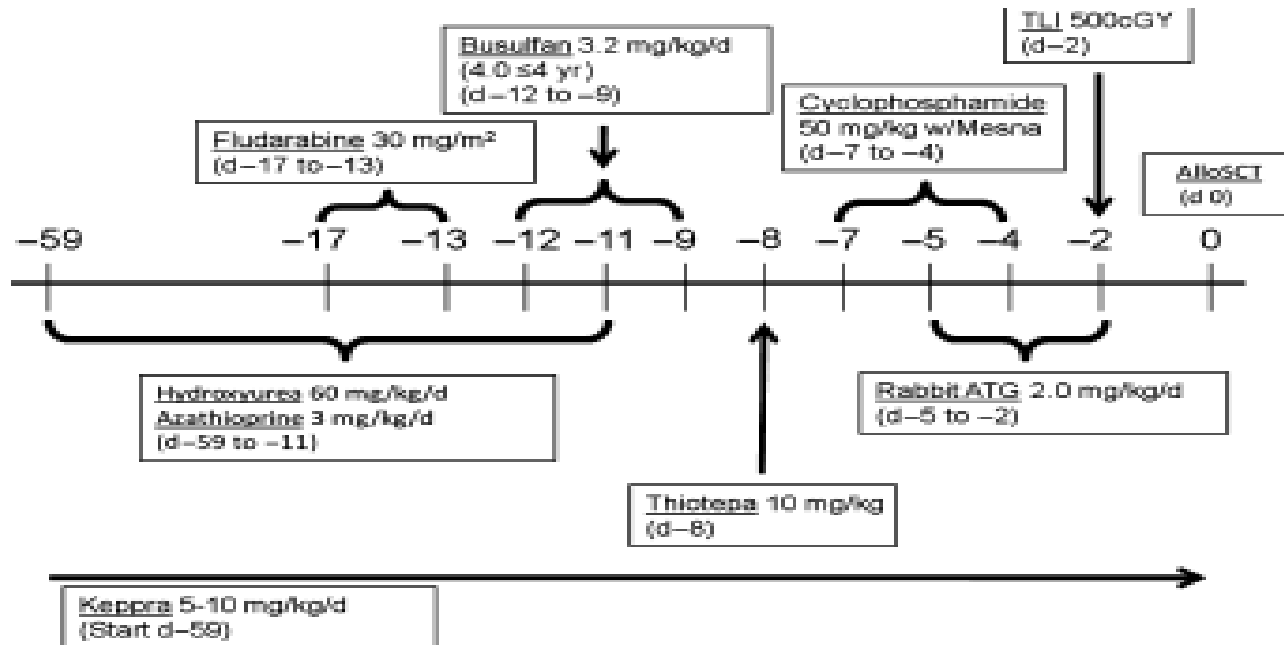 TLI 500cGY
(d−2)
Busulfan 3.2 mg/kg/d
(4.0 ≤4 yr)
(d−12 to −9)
Cyclophosphamide
50 mg/kg w/Mesna
(d−7 to −4)
Fludarabine 30 mg/m²
(d−17 to −13)
AlloSCT
(d 0)
−59 −17 −13 −12 −11 −9 −8 −7 −5 −4 −2 0
Hydroxyurea 60 mg/kg/d
Azathioprine 3 mg/kg/d
(d−59 to −11)
Rabbit ATG 2.0 mg/kg/d
(d−5 to −2)
Thiotepa 10 mg/kg
(d−8)
Keppra 5-10 mg/kg/d
(Start d−59)